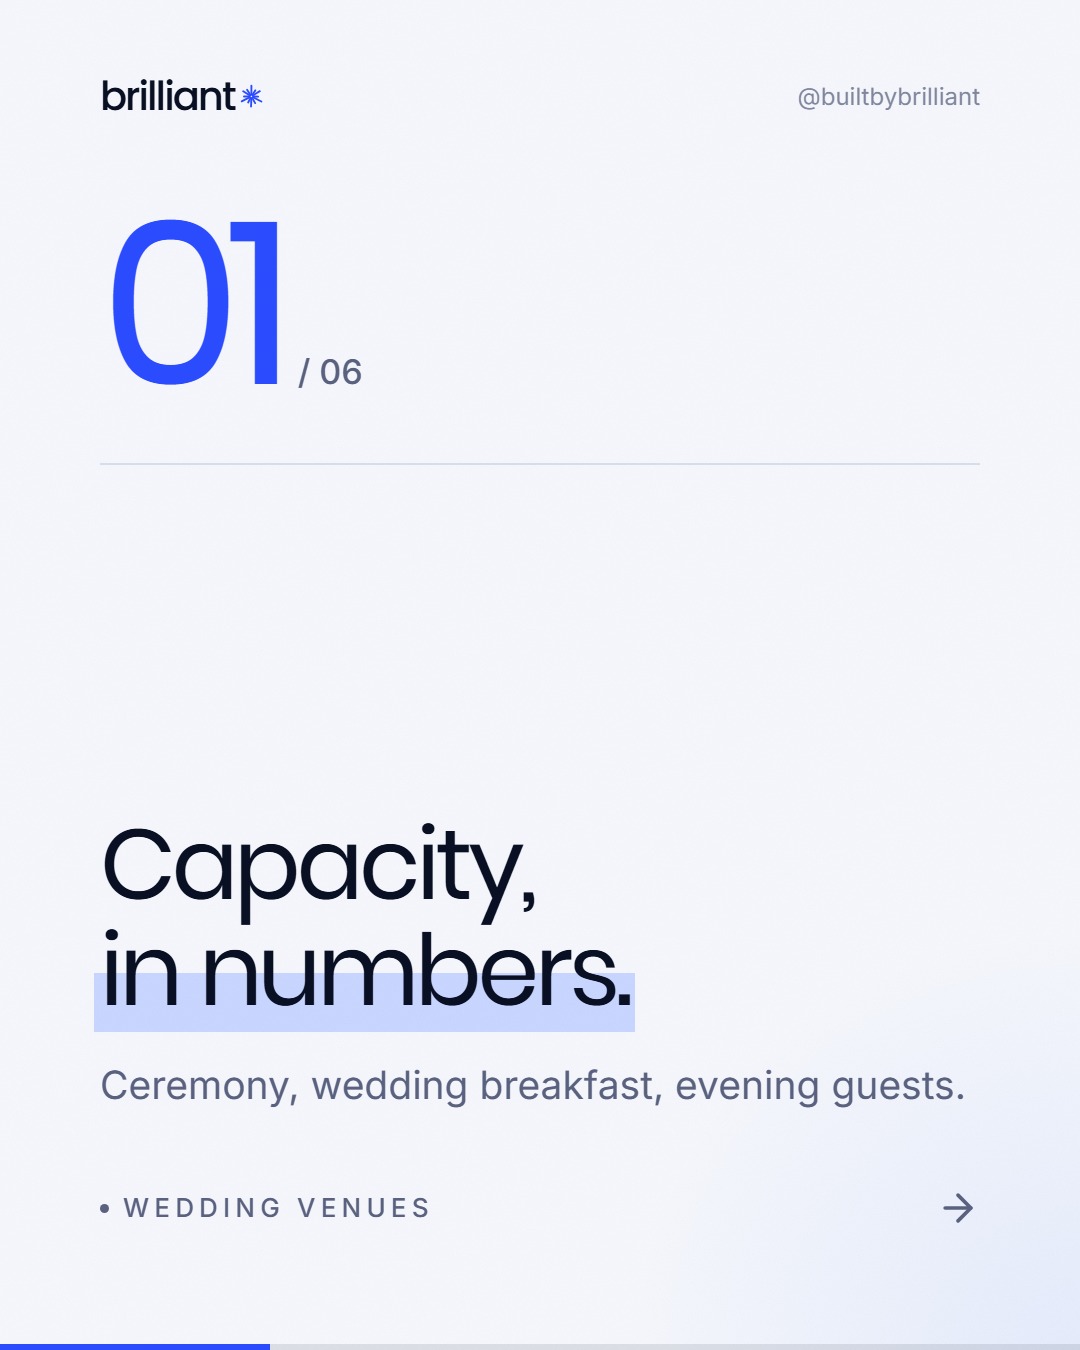 brilliant
@builtbybrilliant
01 / 06
Capacity,
in numbers.
Ceremony, wedding breakfast, evening guests.
• WEDDING VENUES